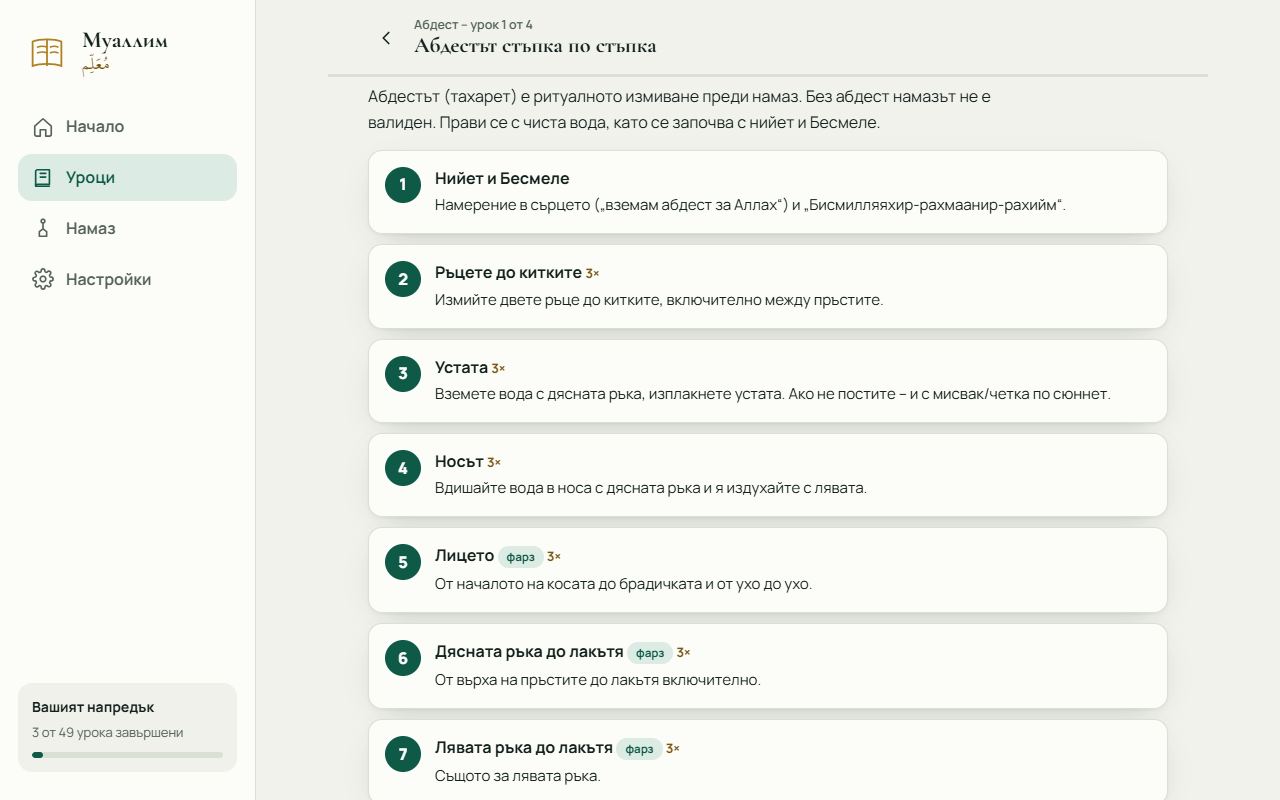 Муаллим
مُعَلِّم
Начало
Уроци
Намаз
Настройки
Вашият напредък
3 от 49 урока завършени
Абдест – урок 1 от 4
Абдестът стъпка по стъпка
Абдестът (тахарет) е ритуалното измиване преди намаз. Без абдест намазът не е
валиден. Прави се с чиста вода, като се започва с нийет и Бесмеле.
1
Нийет и Бесмеле
Намерение в сърцето („вземам абдест за Аллах“) и „Бисмилляяхир-рахмаанир-рахийм“.
2
Ръцете до китките 3×
Измийте двете ръце до китките, включително между пръстите.
3
Устата 3×
Вземете вода с дясната ръка, изплакнете устата. Ако не постите – и с мисвак/четка по сюннет.
4
Носът 3×
Вдишайте вода в носа с дясната ръка и я издухайте с лявата.
5
Лицето фарз 3×
От началото на косата до брадичката и от ухо до ухо.
6
Дясната ръка до лакътя фарз 3×
От върха на пръстите до лакътя включително.
7
Лявата ръка до лакътя фарз 3×
Същото за лявата ръка.